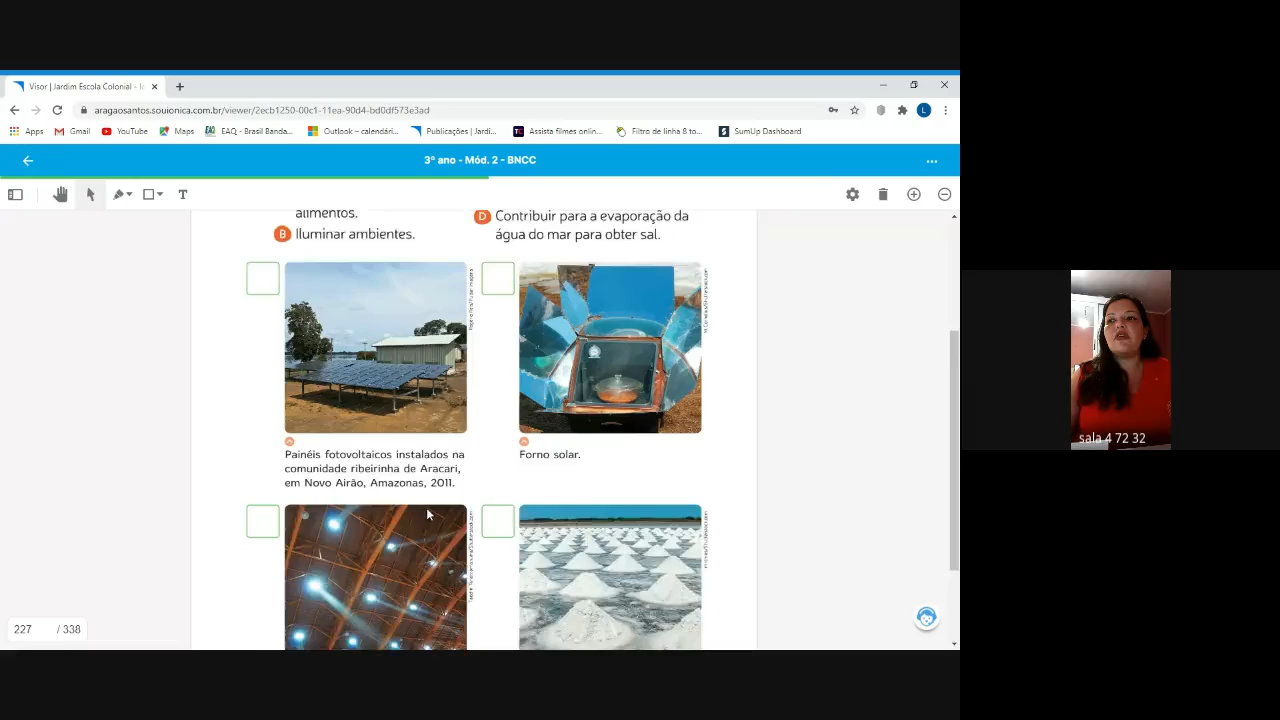 Visor | Jardim Escola Colonial - I
aragaosantos.souionica.com.br/viewer/2ecb1250-00c1-11ea-90d4-bd0df573e3ad
L
Apps
Gmail
YouTube
Maps
EAQ - Brasil Banda...
Outlook – calendári...
Publicações | Jardi...
Assista filmes onlin...
Filtro de linha 8 to...
SumUp Dashboard
3º ano - Mód. 2 - BNCC
T
alimentos.
B Iluminar ambientes.
D Contribuir para a evaporação da
água do mar para obter sal.
Painéis fotovoltaicos instalados na
comunidade ribeirinha de Aracari,
em Novo Airão, Amazonas, 2011.
Forno solar.
227 / 338
sala 4 72 32